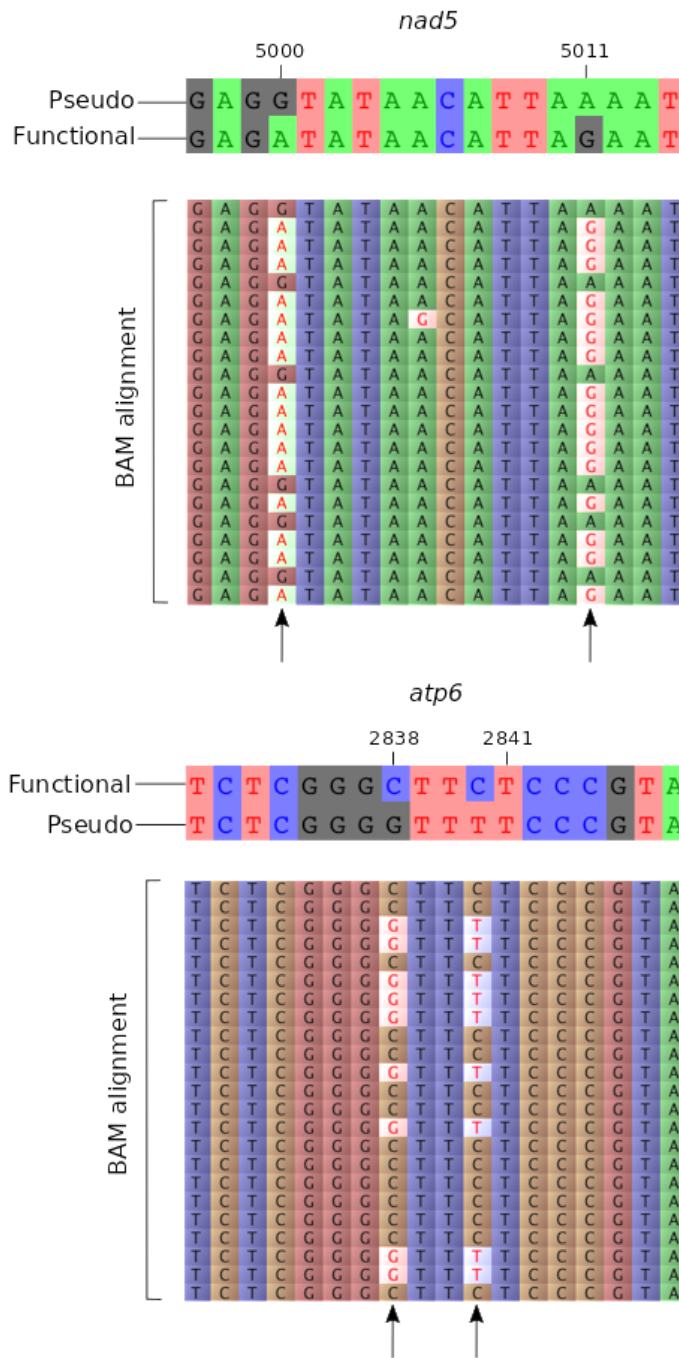 nad5
5000 5011
Pseudo G A G G T A T A A C A T T A A A A T
Functional G A G A T A T A A C A T T A G A A T
BAM alignment
G A G G T A T A A C A T T A A A A T
G A G A T A T A A C A T T A G A A T
G A G A T A T A A C A T T A G A A T
G A G A T A T A A C A T T A G A A T
G A G G T A T A A C A T T A A A A T
G A G A T A T A A C A T T A G A A T
G A G A T A T A G C A T T A G A A T
G A G A T A T A A C A T T A G A A T
G A G A T A T A A C A T T A G A A T
G A G G T A T A A C A T T A A A A T
G A G A T A T A A C A T T A G A A T
G A G A T A T A A C A T T A G A A T
G A G A T A T A A C A T T A G A A T
G A G A T A T A A C A T T A G A A T
G A G A T A T A A C A T T A G A A T
G A G G T A T A A C A T T A A A A T
G A G A T A T A A C A T T A G A A T
G A G G T A T A A C A T T A A A A T
G A G A T A T A A C A T T A G A A T
G A G A T A T A A C A T T A G A A T
G A G G T A T A A C A T T A A A A T
G A G A T A T A A C A T T A G A A T
atp6
2838 2841
Functional T C T C G G G C T T C T C C C G T A
Pseudo T C T C G G G G T T T T C C C G T A
BAM alignment
T C T C G G G C T T C T C C C G T A
T C T C G G G C T T C T C C C G T A
T C T C G G G G T T T T C C C G T A
T C T C G G G G T T T T C C C G T A
T C T C G G G C T T C T C C C G T A
T C T C G G G G T T T T C C C G T A
T C T C G G G G T T T T C C C G T A
T C T C G G G G T T T T C C C G T A
T C T C G G G C T T C T C C C G T A
T C T C G G G C T T C T C C C G T A
T C T C G G G G T T T T C C C G T A
T C T C G G G C T T C T C C C G T A
T C T C G G G C T T C T C C C G T A
T C T C G G G G T T T T C C C G T A
T C T C G G G C T T C T C C C G T A
T C T C G G G C T T C T C C C G T A
T C T C G G G C T T C T C C C G T A
T C T C G G G C T T C T C C C G T A
T C T C G G G C T T C T C C C G T A
T C T C G G G C T T C T C C C G T A
T C T C G G G G T T T T C C C G T A
T C T C G G G G T T T T C C C G T A
T C T C G G G C T T C T C C C G T A